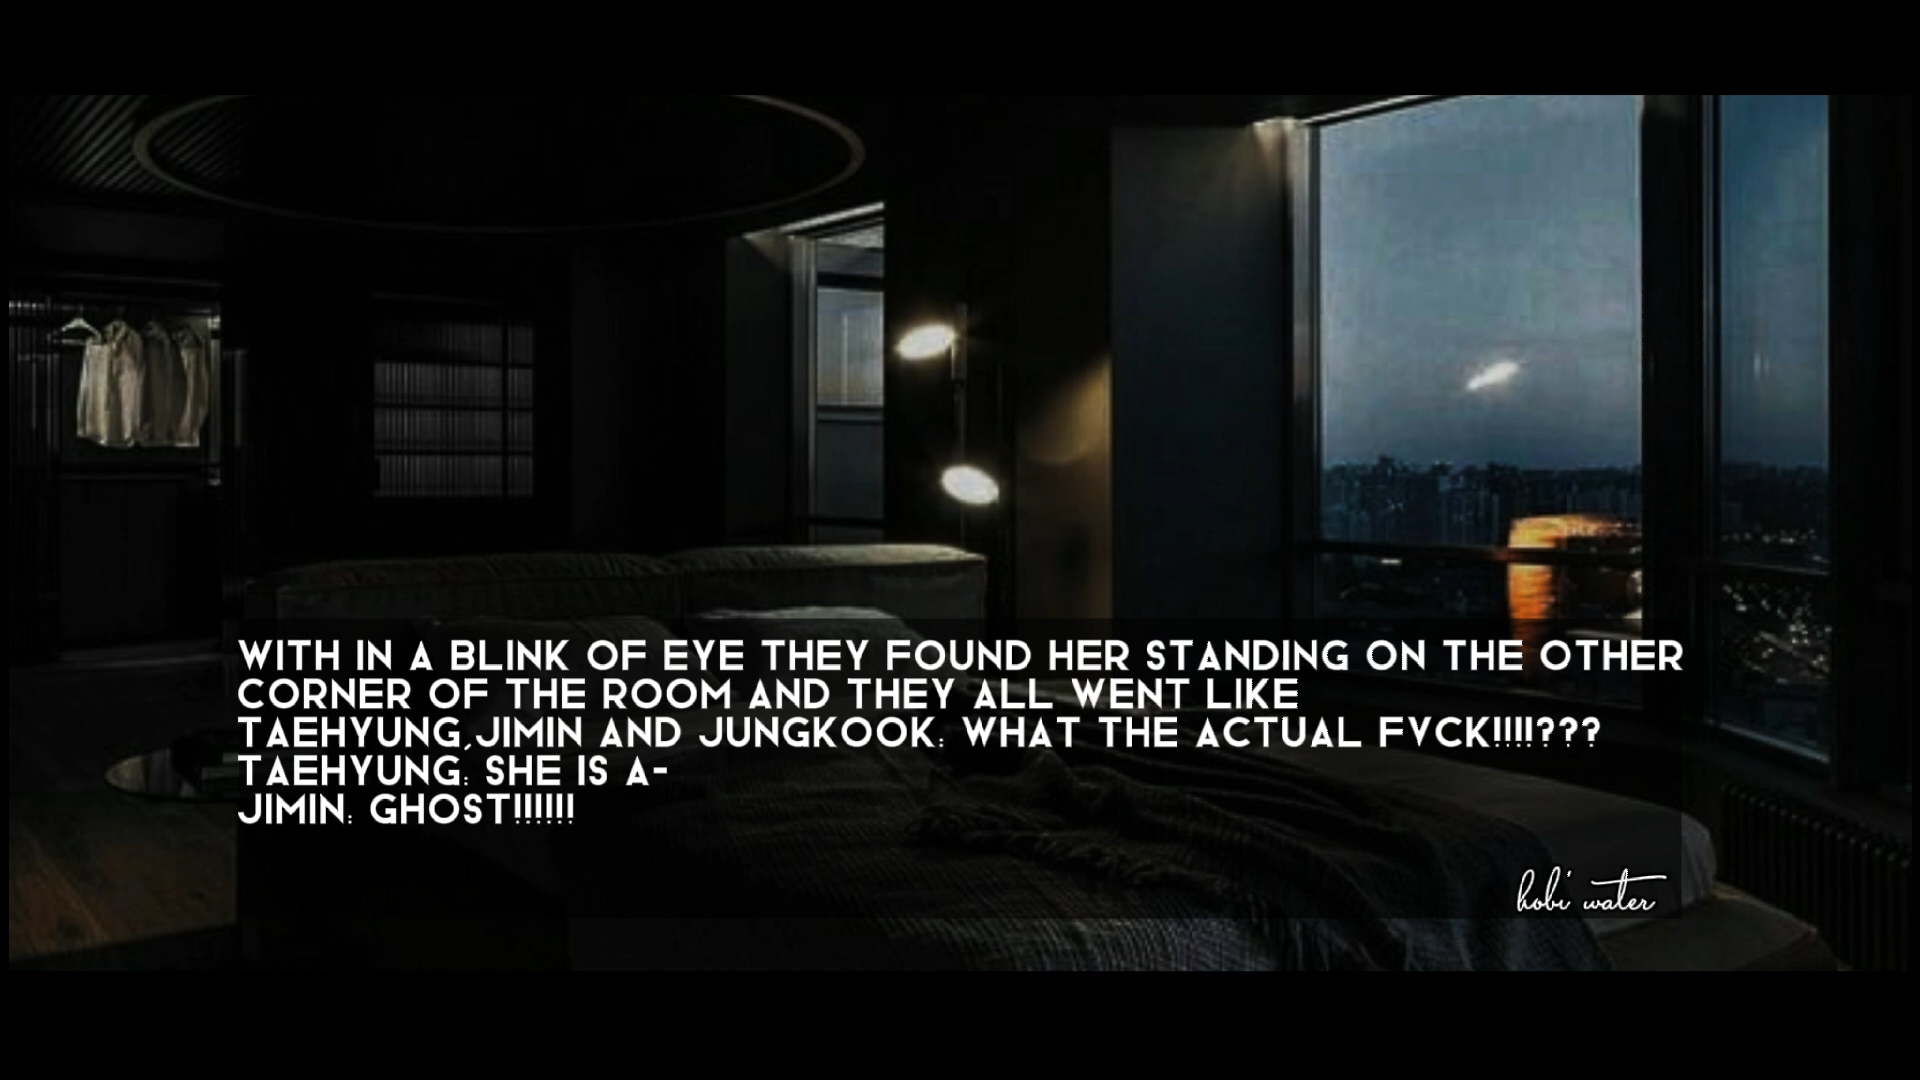 WITH IN A BLINK OF EYE THEY FOUND HER STANDING ON THE OTHER
CORNER OF THE ROOM AND THEY ALL WENT LIKE
TAEHYUNG,JIMIN AND JUNGKOOK: WHAT THE ACTUAL FVCK!!!!???
TAEHYUNG: SHE IS A-
JIMIN: GHOST!!!!!!
hobi water